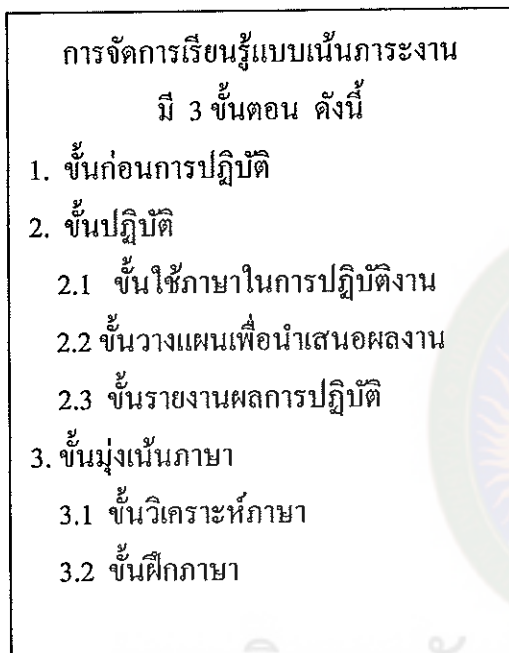 การจัดการเรียนรู้แบบเน้นภาระงาน
มี 3 ขั้นตอน ดังนี้
1. ขั้นก่อนการปฏิบัติ
2. ขั้นปฏิบัติ
2.1 ขั้นใช้ภาษาในการปฏิบัติงาน
2.2 ขั้นวางแผนเพื่อนำเสนอผลงาน
2.3 ขั้นรายงานผลการปฏิบัติ
3. ขั้นมุ่งเน้นภาษา
3.1 ขั้นวิเคราะห์ภาษา
3.2 ขั้นฝึกภาษา